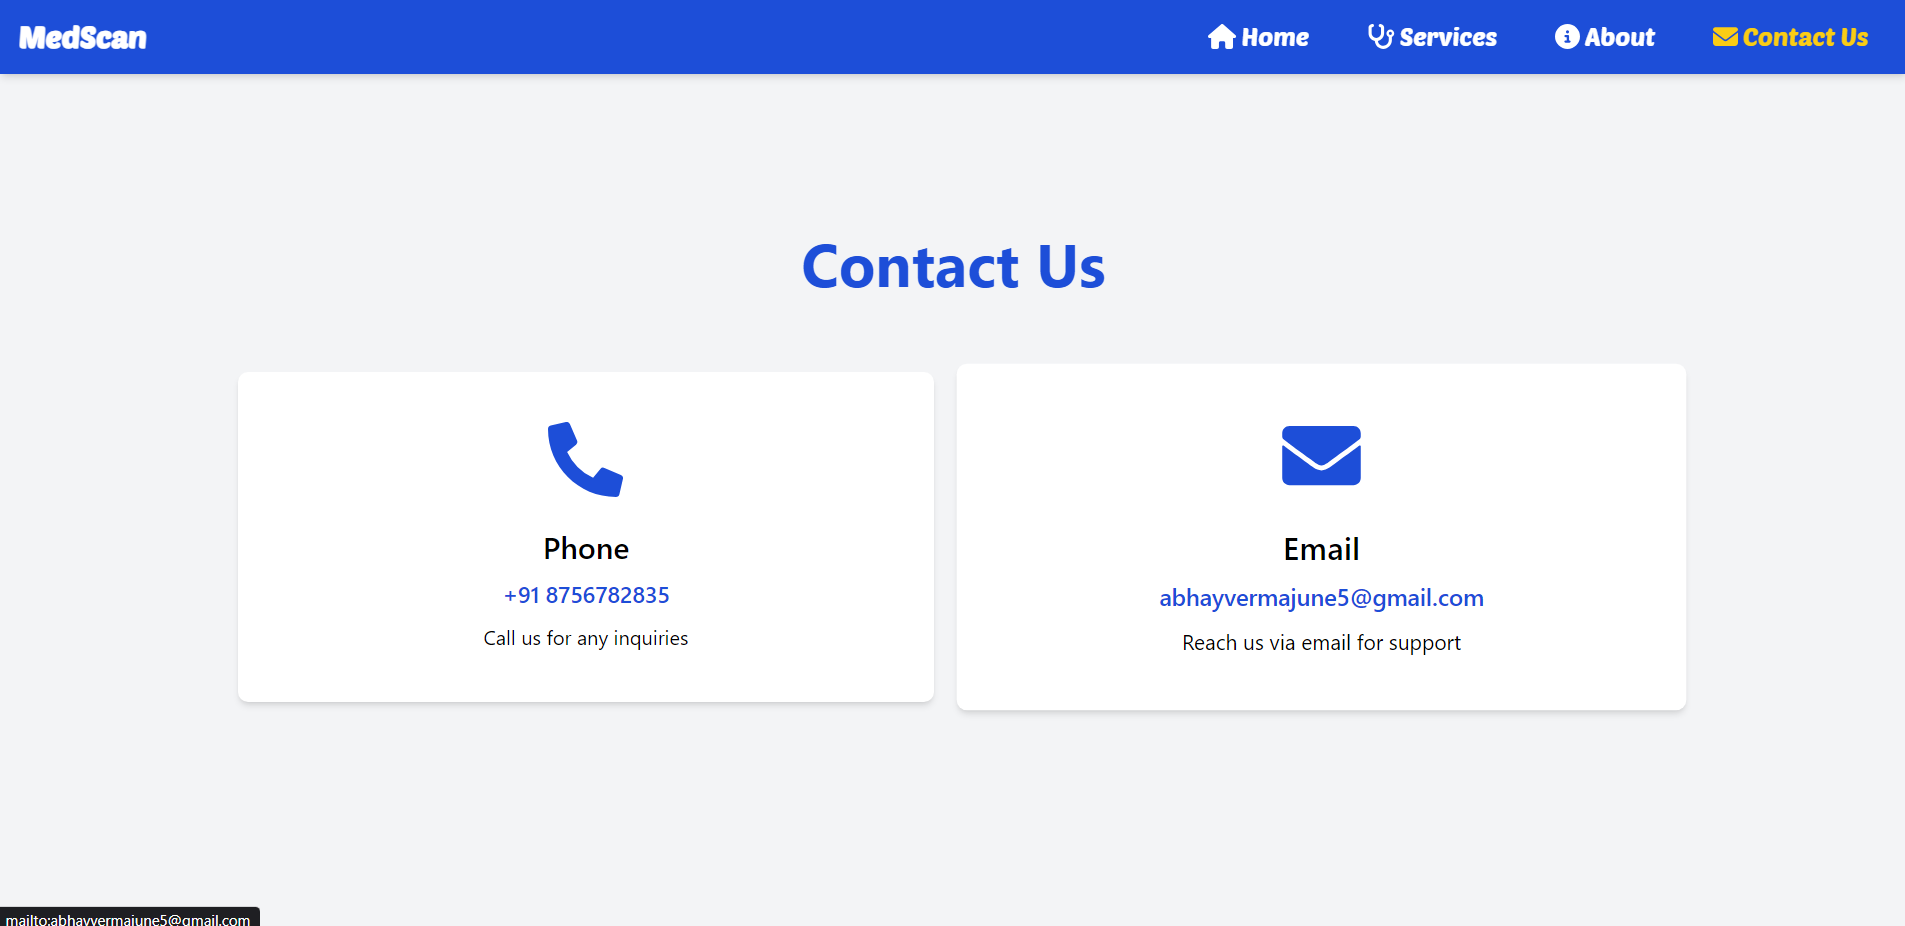 MedScan
Home
Services
About
Contact Us
Contact Us
Phone
+91 8756782835
Call us for any inquiries
Email
abhayvermajune5@gmail.com
Reach us via email for support
mailto:abhayvermajune5@gmail.com